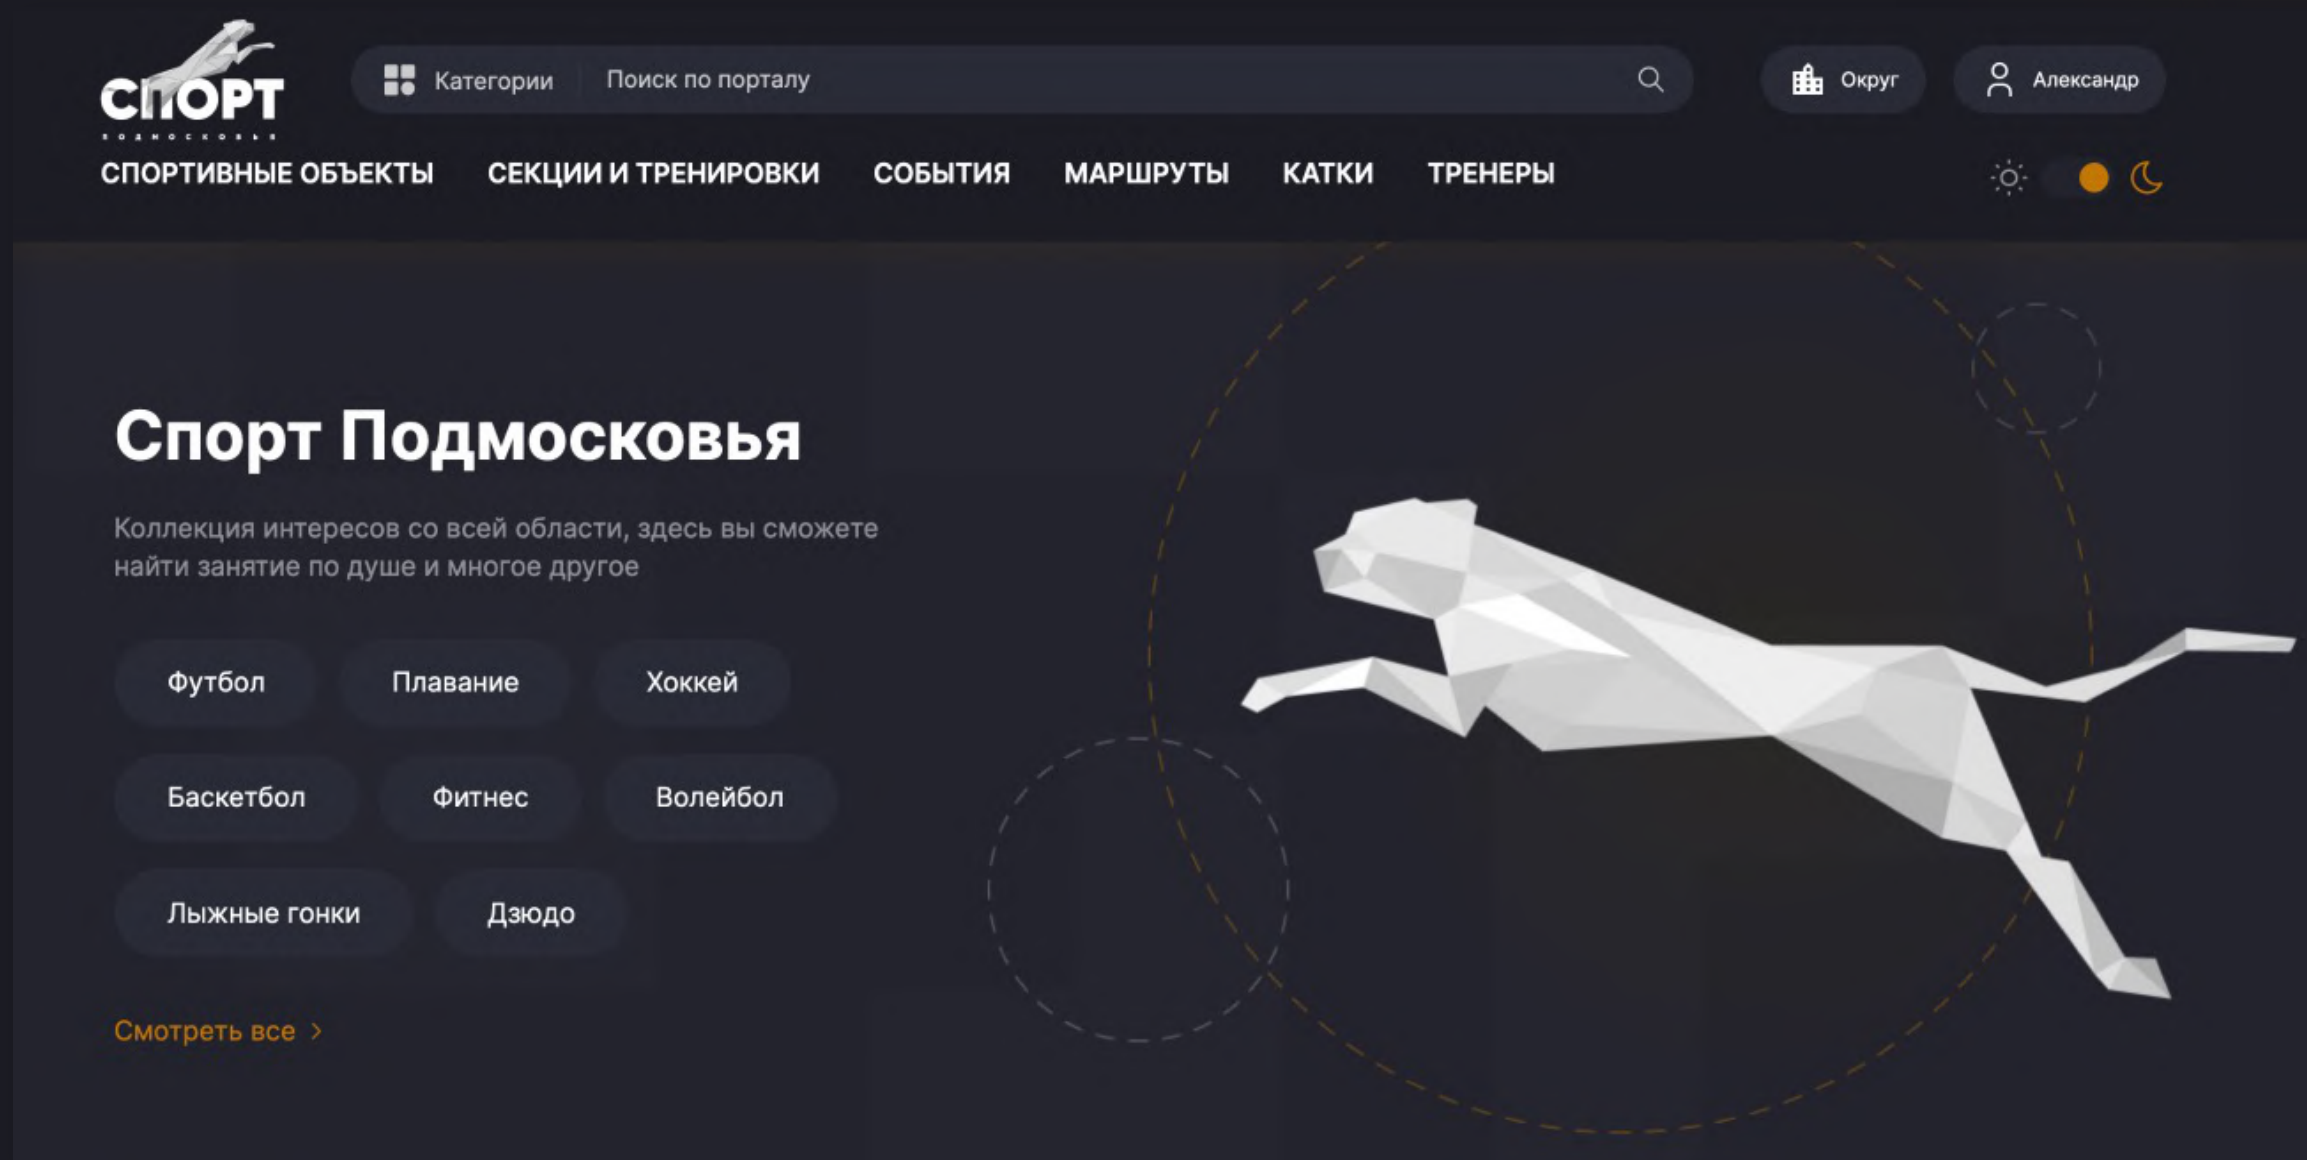 СПОРТ
ПОДМОСКОВЬЯ
Категории
Поиск по порталу
Округ
Александр
СПОРТИВНЫЕ ОБЪЕКТЫ
СЕКЦИИ И ТРЕНИРОВКИ
СОБЫТИЯ
МАРШРУТЫ
КАТКИ
ТРЕНЕРЫ
Спорт Подмосковья
Коллекция интересов со всей области, здесь вы сможете
найти занятие по душе и многое другое
Футбол
Плавание
Хоккей
Баскетбол
Фитнес
Волейбол
Лыжные гонки
Дзюдо
Смотреть все